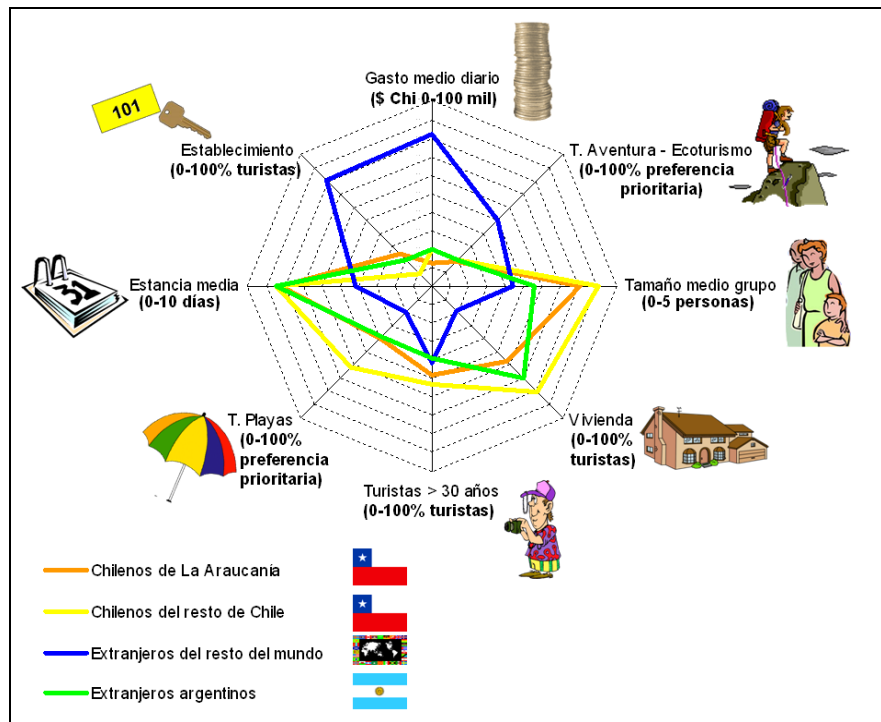 Gasto medio diario
($ Chi 0-100 mil)
101
Establecimiento
(0-100% turistas)
T. Aventura - Ecoturismo
(0-100% preferencia
prioritaria)
31
Estancia media
(0-10 días)
Tamaño medio grupo
(0-5 personas)
T. Playas
(0-100%
preferencia
prioritaria)
Vivienda
(0-100%
turistas)
Turistas > 30 años
(0-100% turistas)
Chilenos de La Araucanía
Chilenos del resto de Chile
Extranjeros del resto del mundo
Extranjeros argentinos